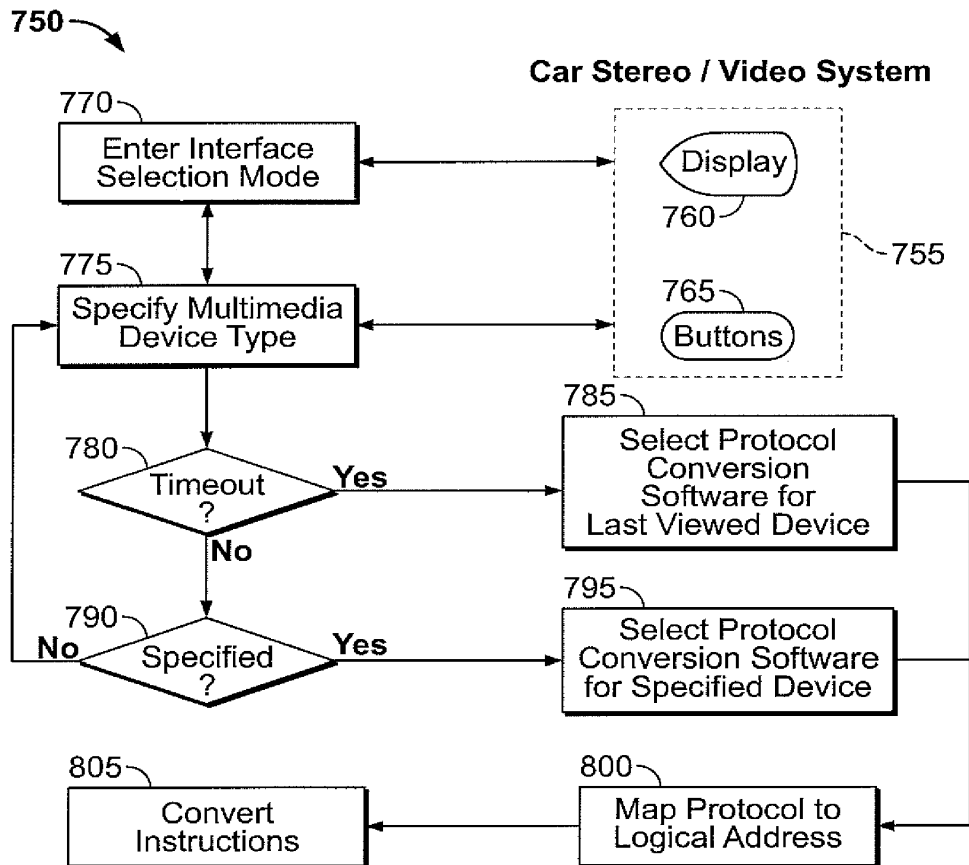 750
Car Stereo / Video System
770
Enter Interface
Selection Mode
Display
760
755
775
Specify Multimedia
Device Type
765
Buttons
780
Timeout
?
Yes
No
785
Select Protocol
Conversion
Software for
Last Viewed Device
790
Specified
?
No
Yes
795
Select Protocol
Conversion Software
for Specified Device
805
Convert
Instructions
800
Map Protocol to
Logical Address